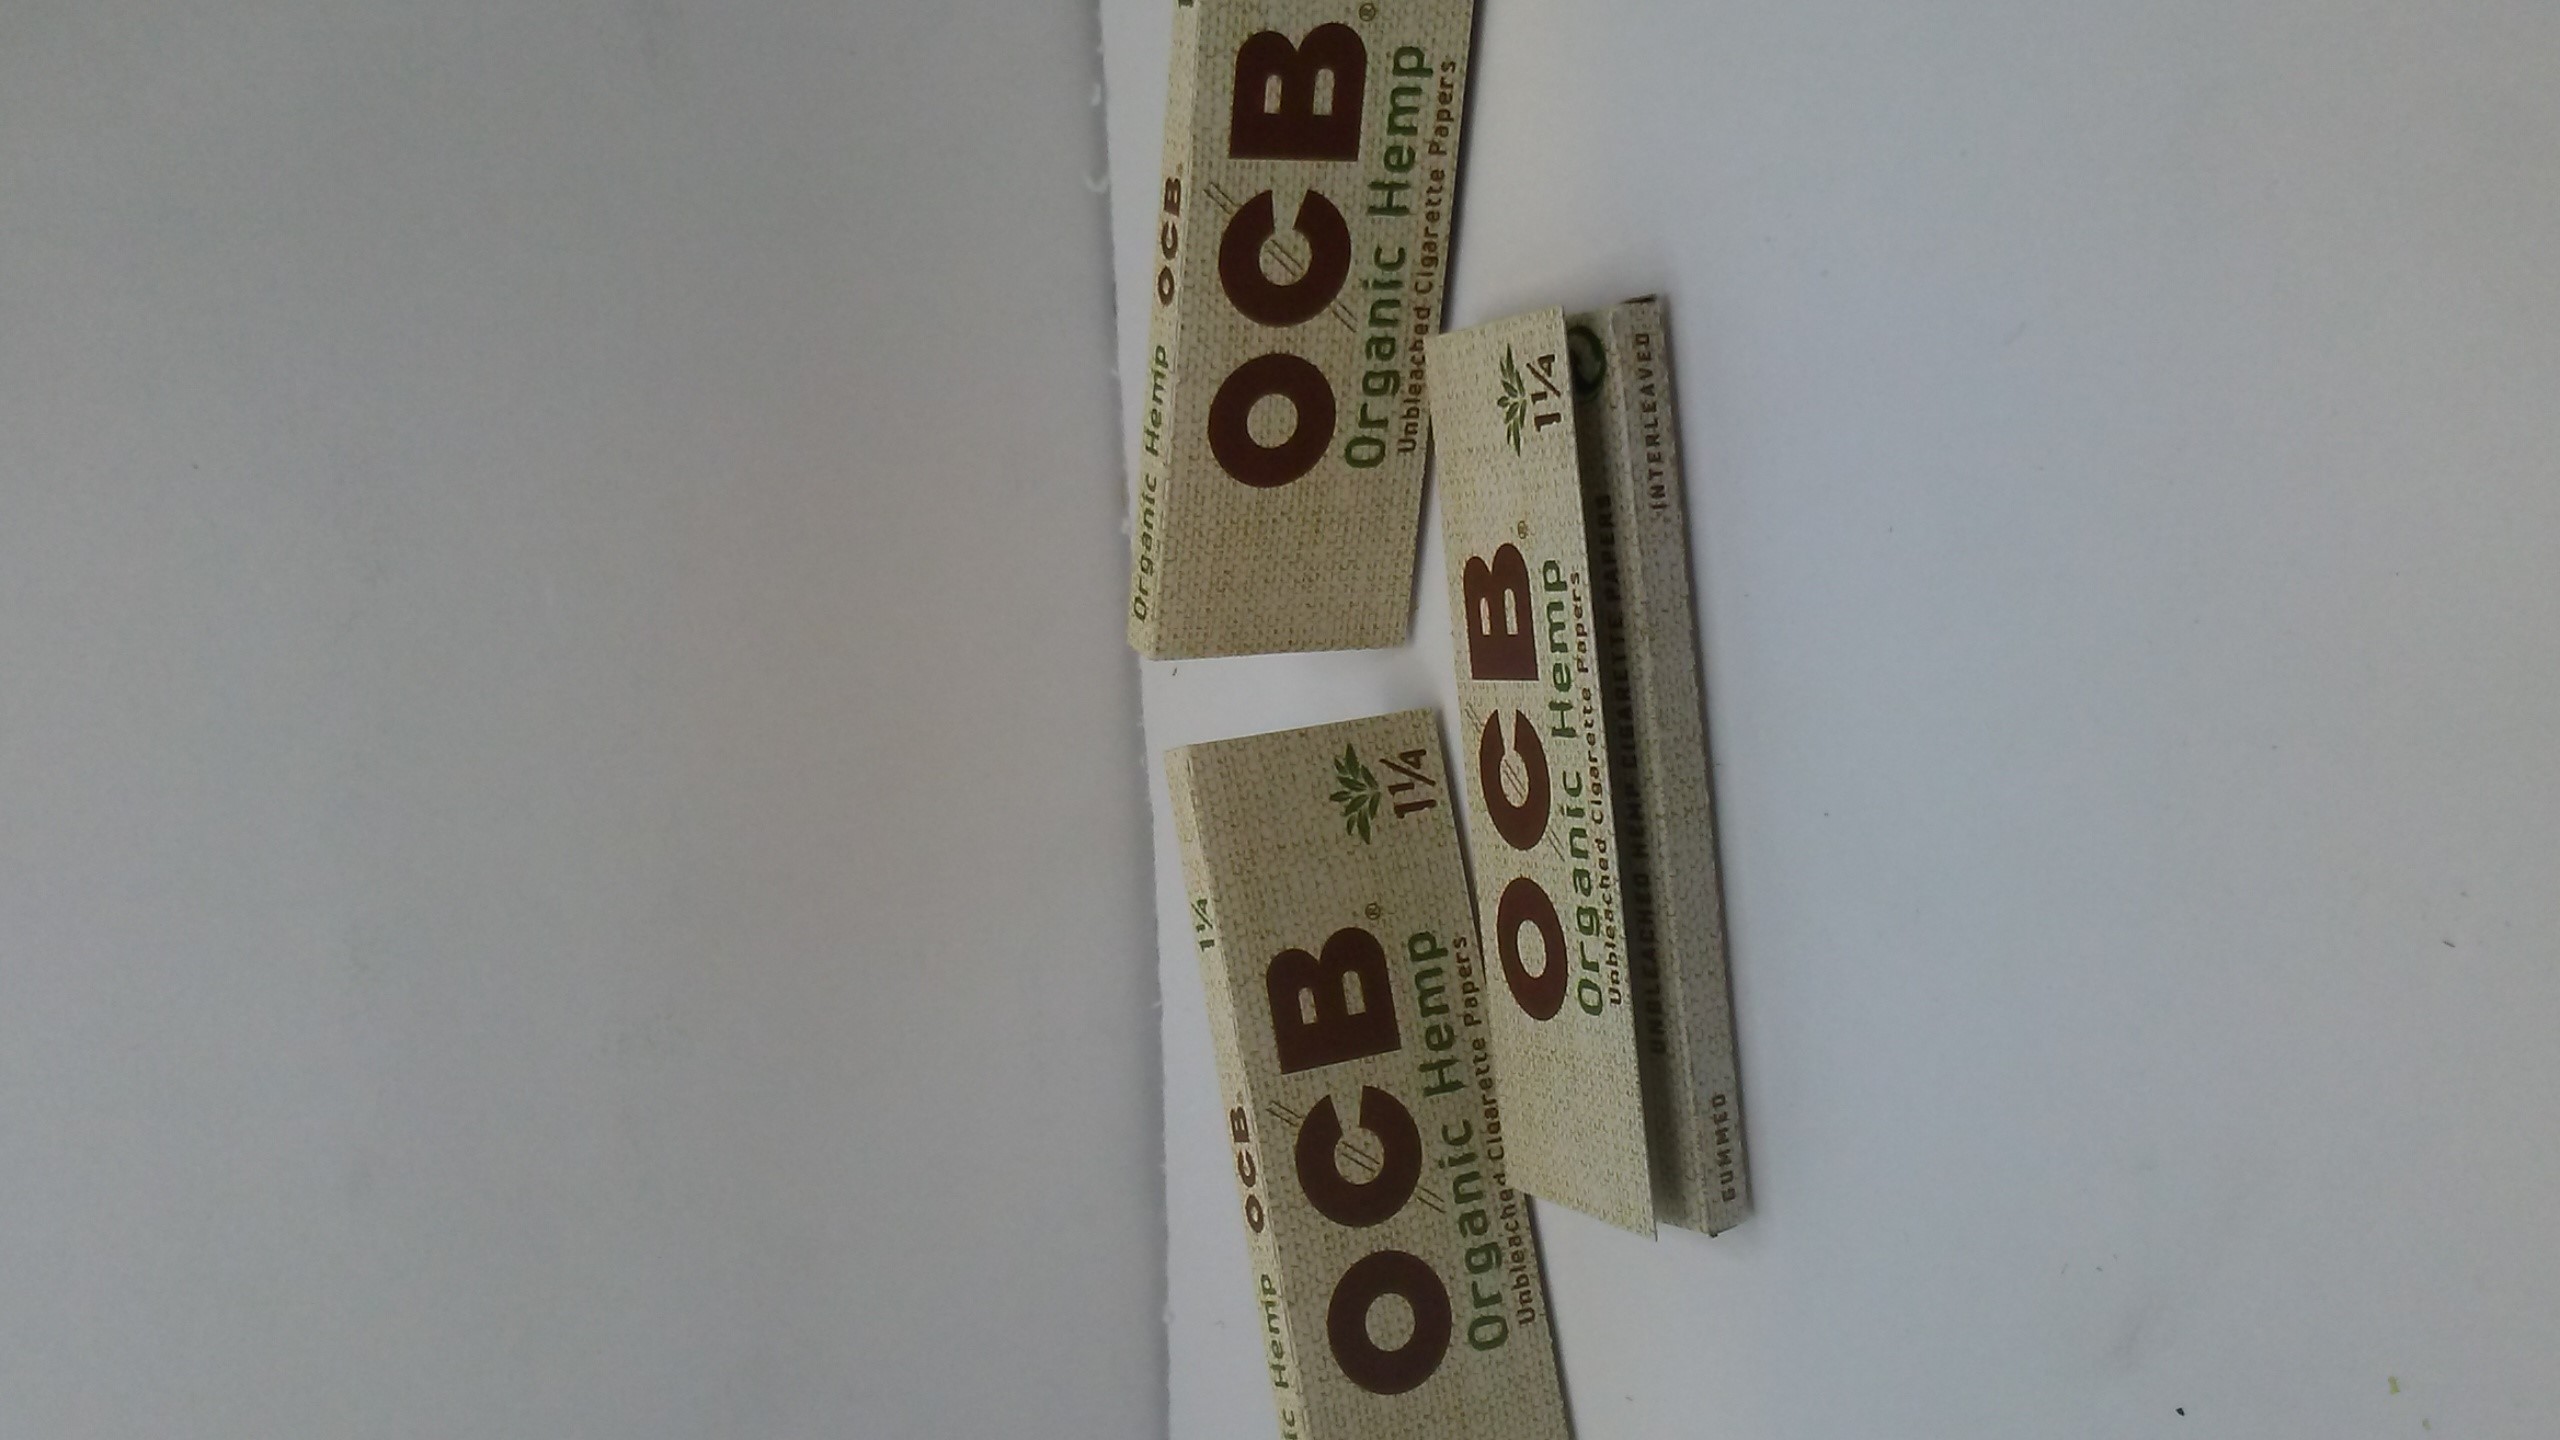 Organic Hemp OCB
OCB®
Organic Hemp
Unbleached Cigarette Papers
1¼
OCB®
Organic Hemp
Unbleached Cigarette Papers
UNBLEACHED HEMP CIGARETTE PAPERS
GUMMED INTERLEAVED
Hemp OCB 1¼
1¼
OCB®
Organic Hemp
Unbleached Cigarette Papers